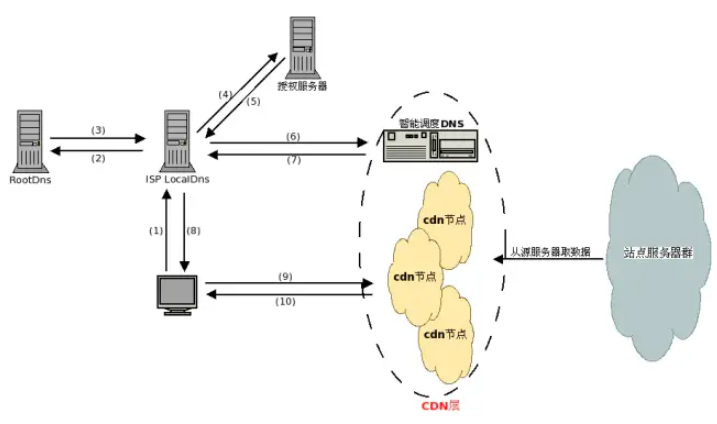 授权服务器
(4)
(5)
智能调度DNS
(3)
(2)
(6)
(7)
RootDns
ISP LocalDns
cdn节点
(1)
(8)
从源服务器取数据
站点服务器群
cdn节点
(9)
(10)
cdn节点
CDN层